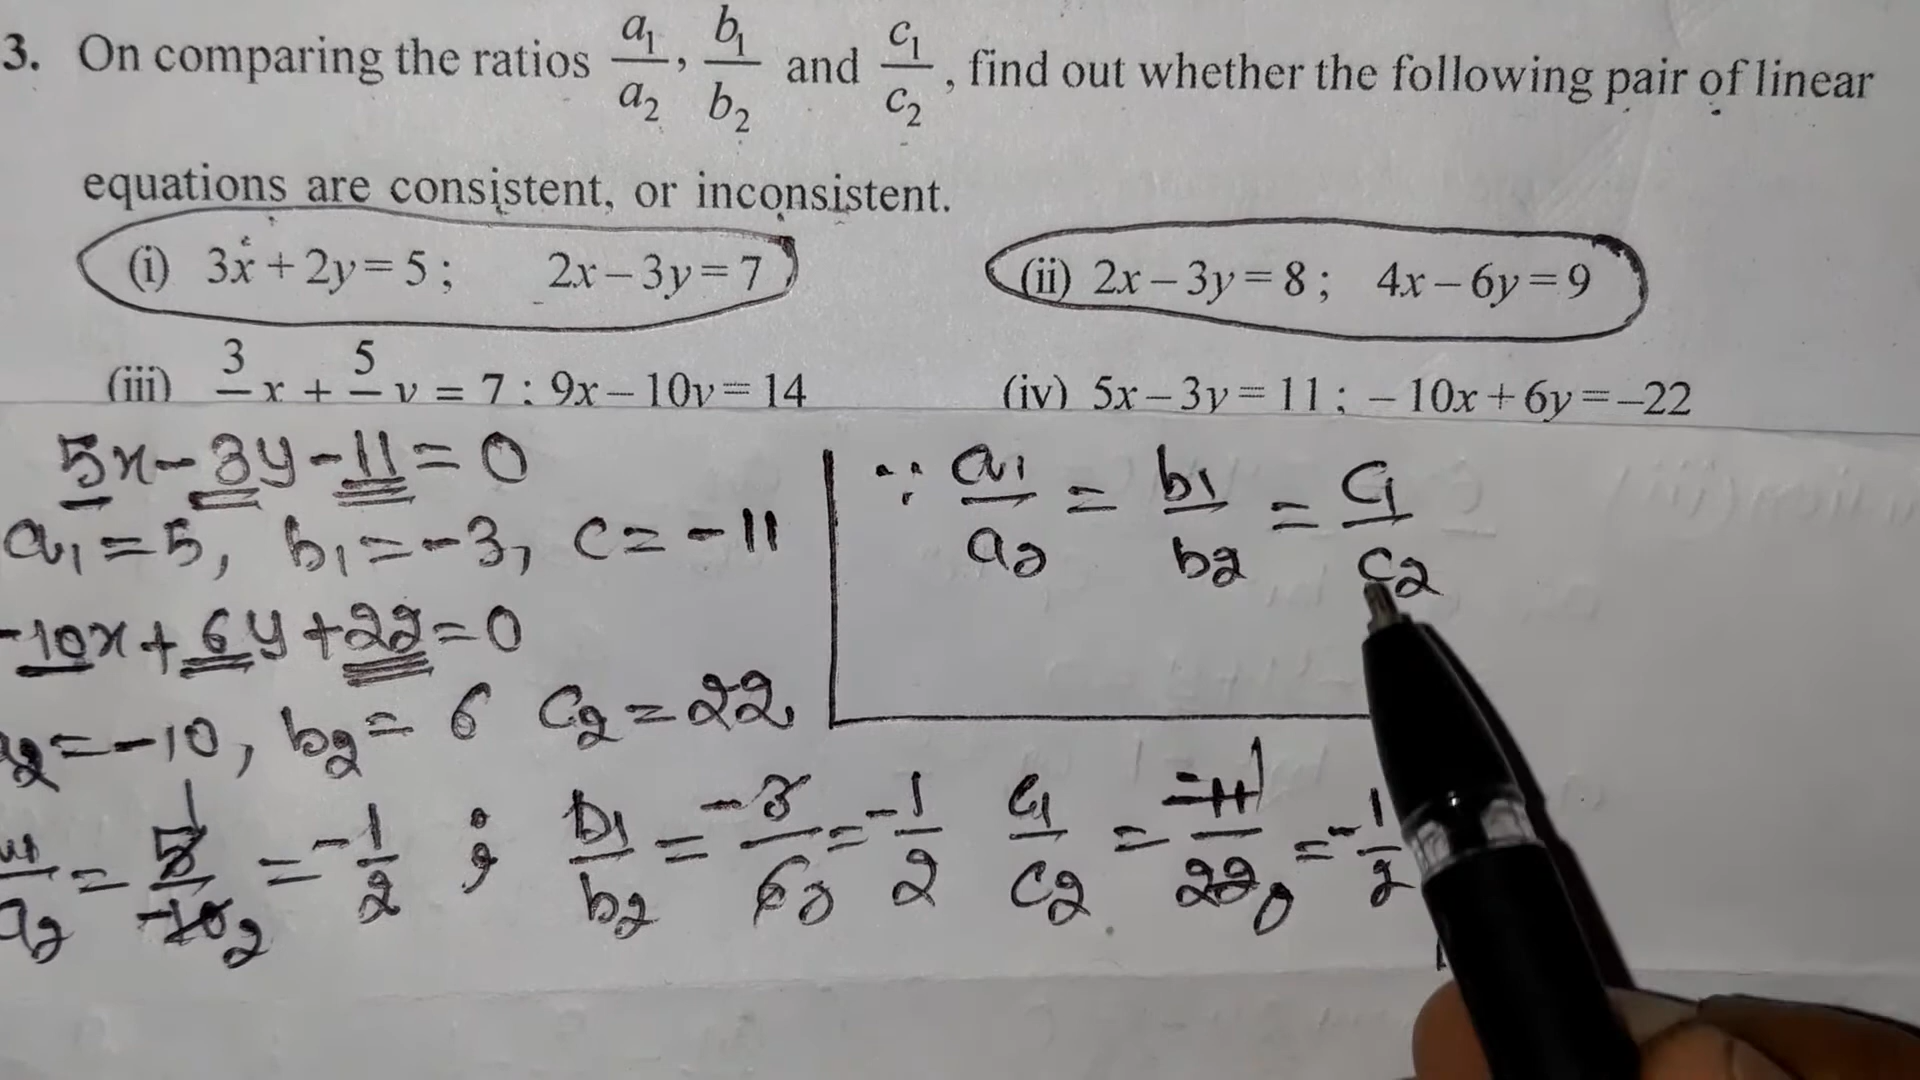 3. On comparing the ratios a₁/a₂, b₁/b₂ and c₁/c₂, find out whether the following pair of linear
equations are consistent, or inconsistent.
(i) 3x + 2y = 5 ; 2x – 3y = 7
(ii) 2x – 3y = 8 ; 4x – 6y = 9
(iii) 3/ x + 5/ y = 7 ; 9x – 10y = 14
(iv) 5x – 3y = 11 ; – 10x + 6y = –22
5x - 3y - 11 = 0
a₁ = 5, b₁ = -3, c = -11
-10x + 6y + 22 = 0
₂ = -10, b₂ = 6 c₂ = 22
∵ a₁/a₂ = b₁/b₂ = c₁/c₂
a₁/a₂ = 5/-10 = -1/2 ; b₁/b₂ = -3/6 = -1/2 c₁/c₂ = -11/22 = -1/2